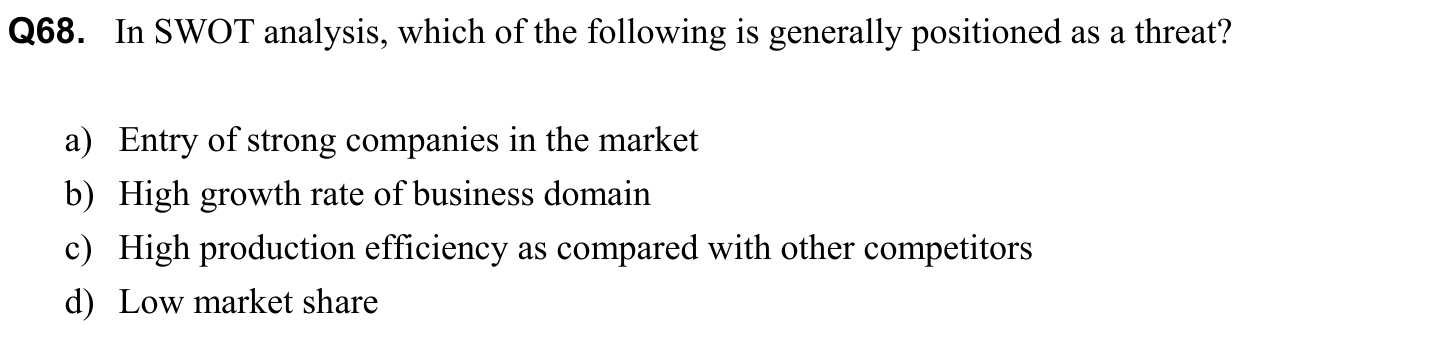 Q68. In SWOT analysis, which of the following is generally positioned as a threat?
a) Entry of strong companies in the market
b) High growth rate of business domain
c) High production efficiency as compared with other competitors
d) Low market share